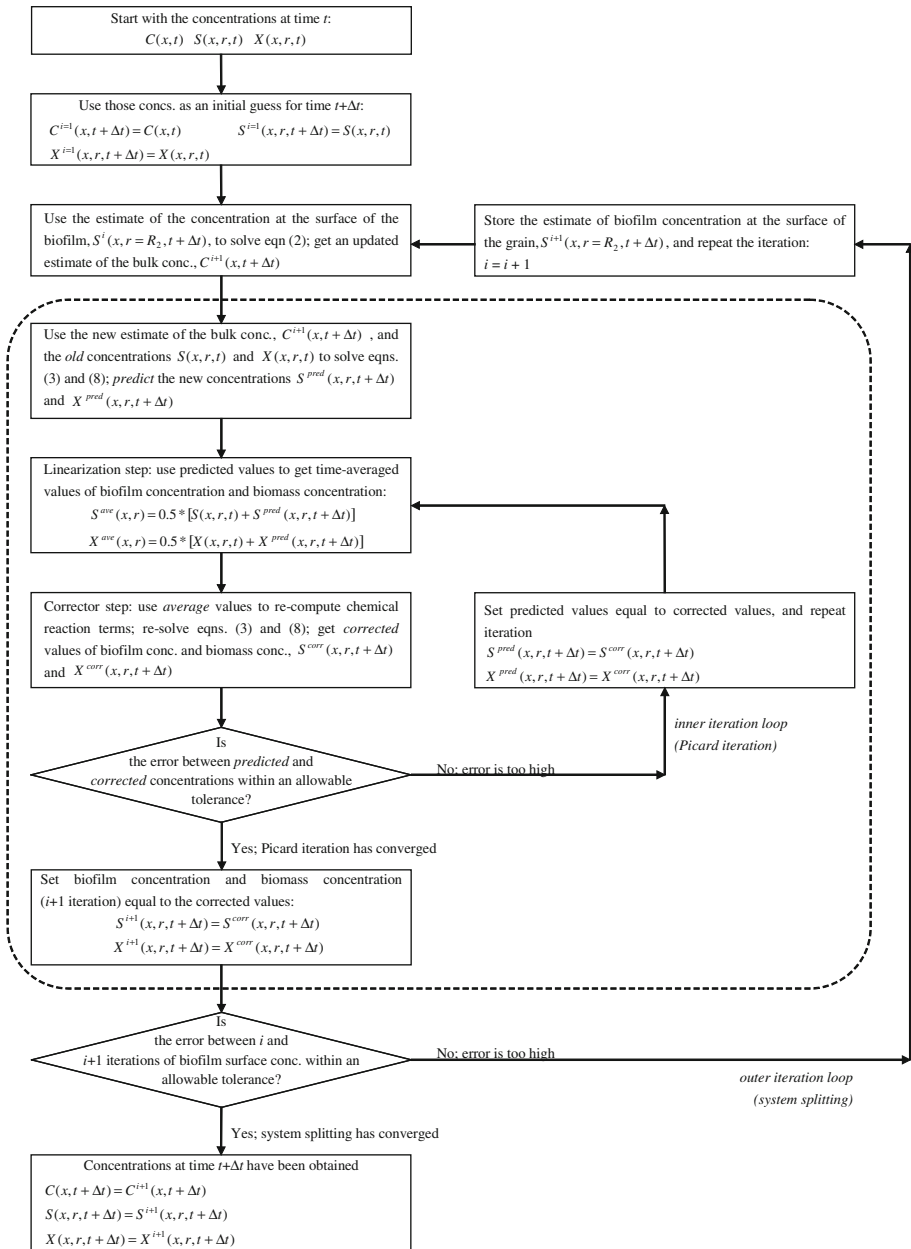 Start with the concentrations at time t:
C(x,t) S(x,r,t) X(x,r,t)
Use those concs. as an initial guess for time t+Δt:
C^{i=1}(x,t+Δt)=C(x,t) S^{i=1}(x,r,t+Δt)=S(x,r,t)
X^{i=1}(x,r,t+Δt)=X(x,r,t)
Use the estimate of the concentration at the surface of the
biofilm, S^i(x,r=R_2,t+Δt), to solve eqn (2); get an updated
estimate of the bulk conc., C^{i+1}(x,t+Δt)
Store the estimate of biofilm concentration at the surface of
the grain, S^{i+1}(x,r=R_2,t+Δt), and repeat the iteration:
i=i+1
Use the new estimate of the bulk conc., C^{i+1}(x,t+Δt) , and
the old concentrations S(x,r,t) and X(x,r,t) to solve eqns.
(3) and (8); predict the new concentrations S^{pred}(x,r,t+Δt)
and X^{pred}(x,r,t+Δt)
Linearization step: use predicted values to get time-averaged
values of biofilm concentration and biomass concentration:
S^{ave}(x,r)=0.5*[S(x,r,t)+S^{pred}(x,r,t+Δt)]
X^{ave}(x,r)=0.5*[X(x,r,t)+X^{pred}(x,r,t+Δt)]
Corrector step: use average values to re-compute chemical
reaction terms; re-solve eqns. (3) and (8); get corrected
values of biofilm conc. and biomass conc., S^{corr}(x,r,t+Δt)
and X^{corr}(x,r,t+Δt)
Set predicted values equal to corrected values, and repeat
iteration
S^{pred}(x,r,t+Δt)=S^{corr}(x,r,t+Δt)
X^{pred}(x,r,t+Δt)=X^{corr}(x,r,t+Δt)
inner iteration loop
(Picard iteration)
Is
the error between predicted and
corrected concentrations within an allowable
tolerance?
No; error is too high
Yes; Picard iteration has converged
Set biofilm concentration and biomass concentration
(i+1 iteration) equal to the corrected values:
S^{i+1}(x,r,t+Δt)=S^{corr}(x,r,t+Δt)
X^{i+1}(x,r,t+Δt)=X^{corr}(x,r,t+Δt)
Is
the error between i and
i+1 iterations of biofilm surface conc. within an
allowable tolerance?
No; error is too high
outer iteration loop
(system splitting)
Yes; system splitting has converged
Concentrations at time t+Δt have been obtained
C(x,t+Δt)=C^{i+1}(x,t+Δt)
S(x,r,t+Δt)=S^{i+1}(x,r,t+Δt)
X(x,r,t+Δt)=X^{i+1}(x,r,t+Δt)